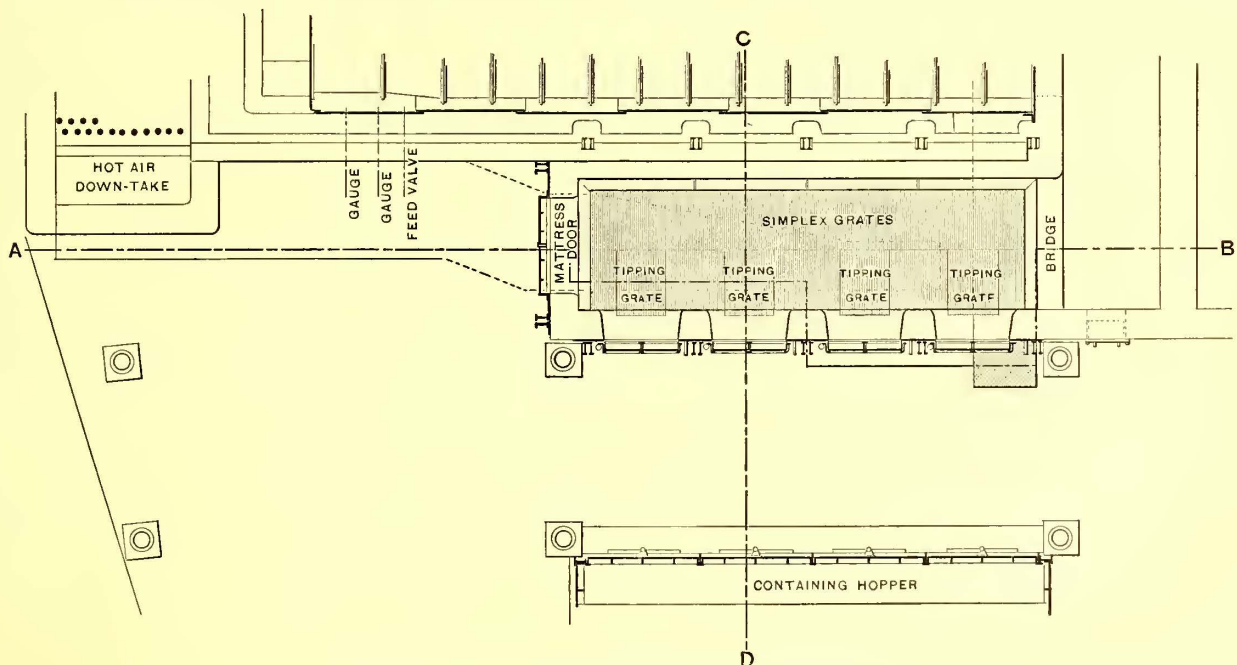 C
HOT AIR
DOWN-TAKE
GAUGE
GAUGE
FEED VALVE
MATTRESS
DOOR
SIMPLEX GRATES
BRIDGE
A
B
TIPPING
GRATE
TIPPING
GRATE
TIPPING
GRATE
TIPPING
GRATE
CONTAINING HOPPER
D